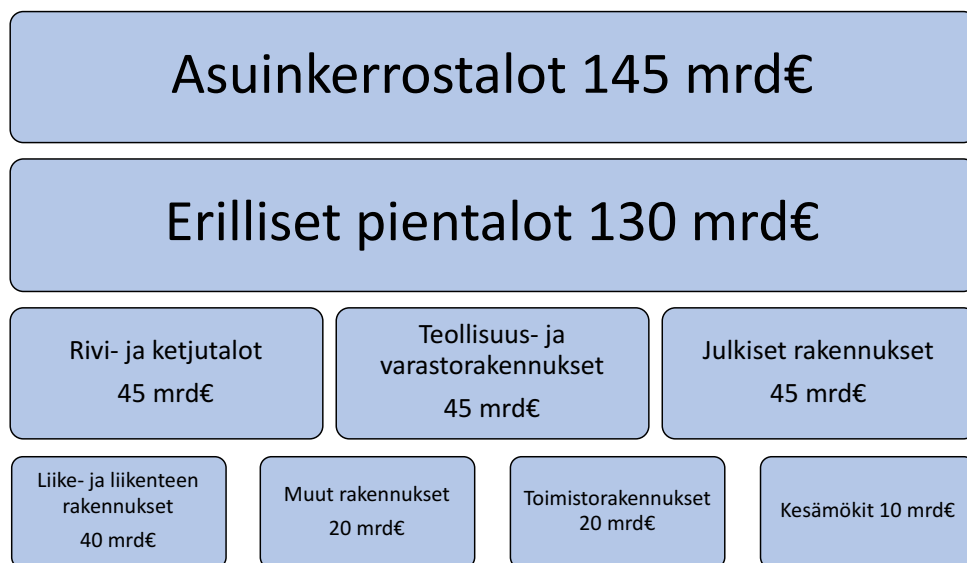 Asuinkerrostalot 145 mrd€
Erilliset pientalot 130 mrd€
Rivi- ja ketjutalot
45 mrd€
Teollisuus- ja
varastorakennukset
45 mrd€
Julkiset rakennukset
45 mrd€
Liike- ja liikenteen
rakennukset
40 mrd€
Muut rakennukset
20 mrd€
Toimistorakennukset
20 mrd€
Kesämökit 10 mrd€